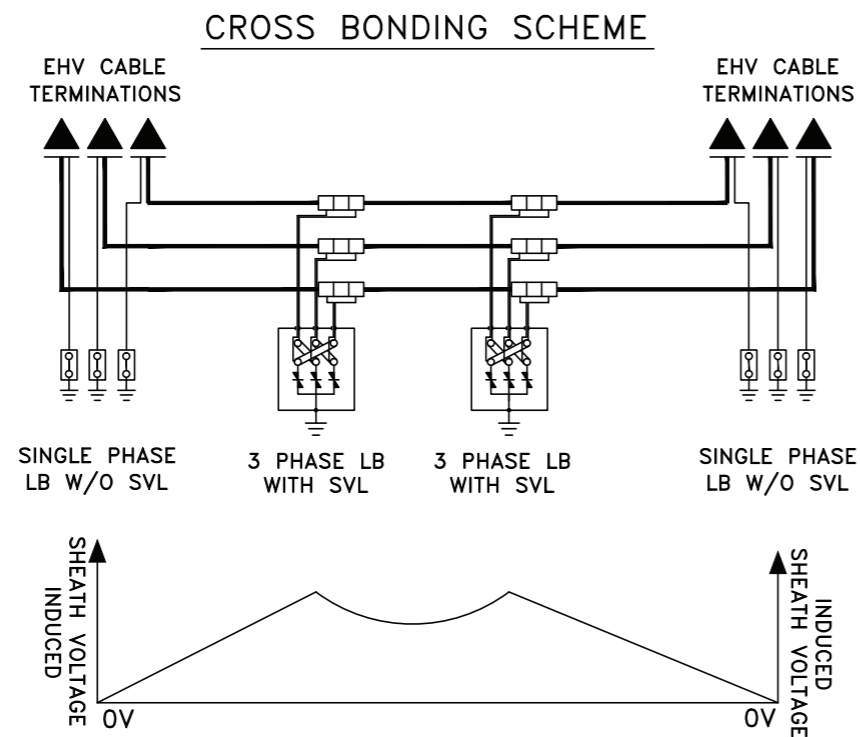 CROSS BONDING SCHEME
EHV CABLE
TERMINATIONS
EHV CABLE
TERMINATIONS
SINGLE PHASE
LB W/O SVL
3 PHASE LB
WITH SVL
3 PHASE LB
WITH SVL
SINGLE PHASE
LB W/O SVL
SHEATH VOLTAGE
INDUCED
0V
0V
INDUCED
SHEATH VOLTAGE